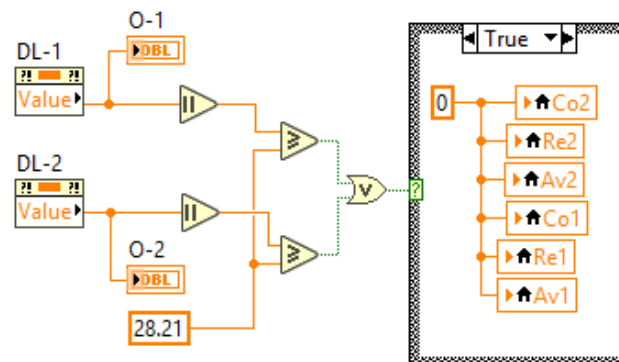 O-1
DL-1
DBL
?! ?!
Value
True
0
Co2
Re2
Av2
Co1
Re1
Av1
DL-2
?! ?!
Value
V
?
O-2
DBL
28.21